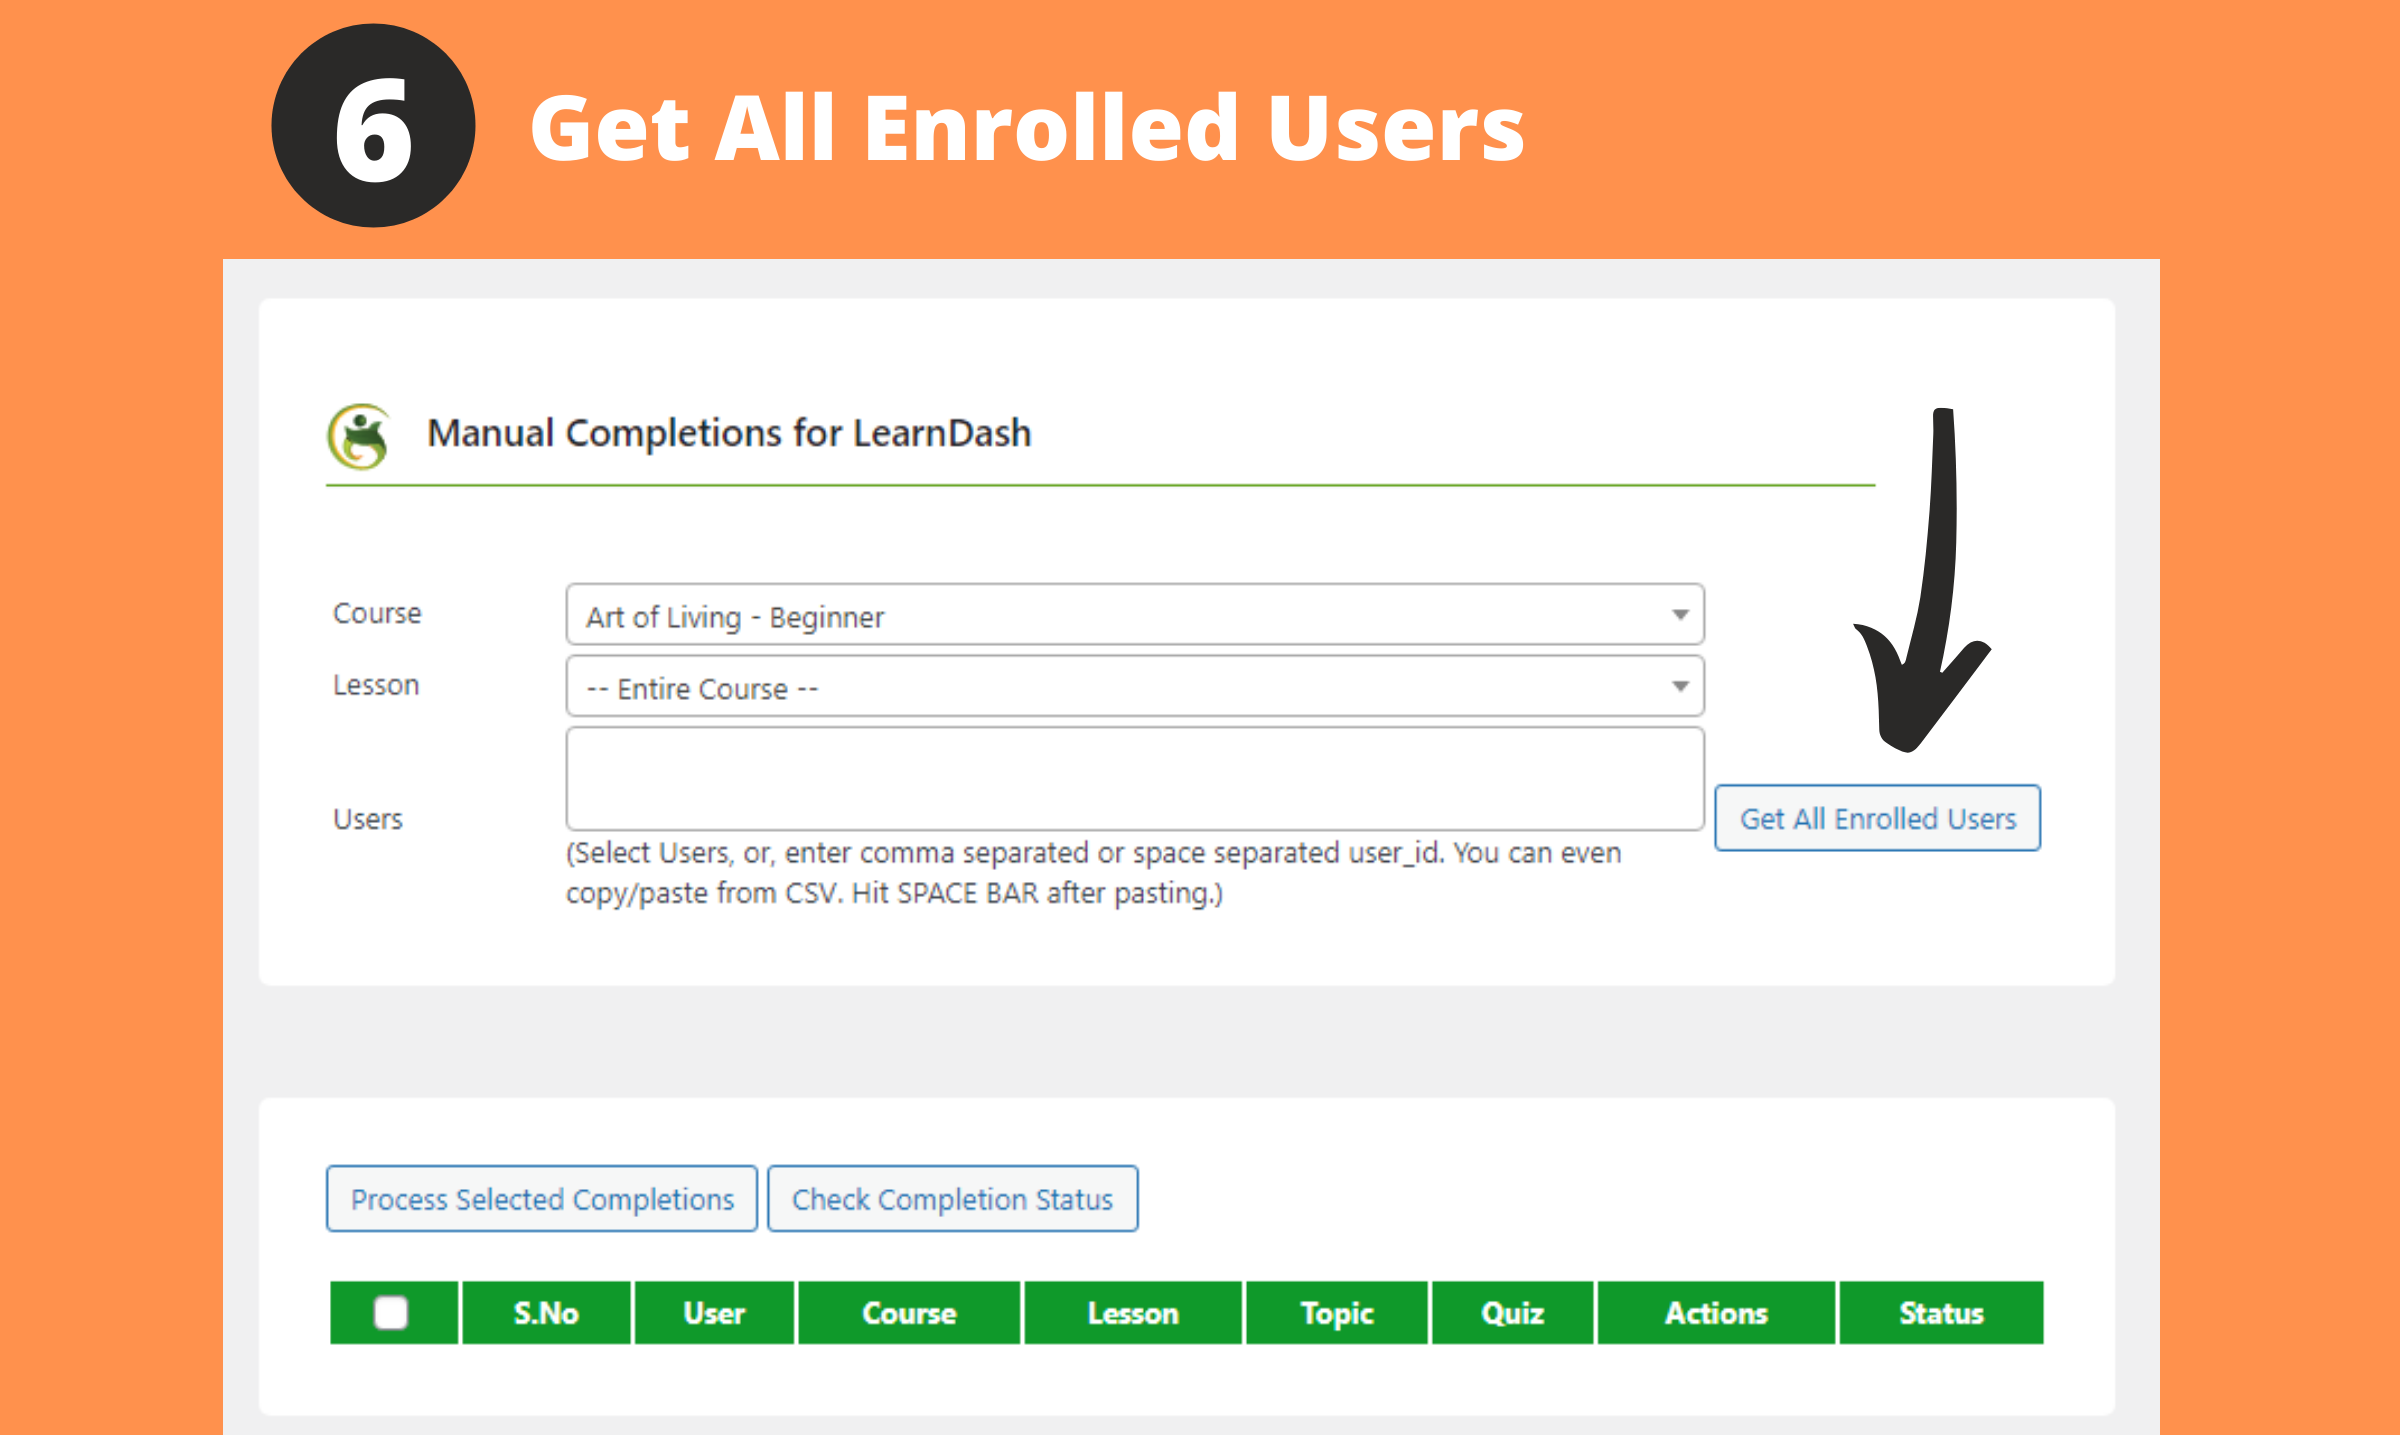 6 Get All Enrolled Users
Manual Completions for LearnDash
Course Art of Living - Beginner
Lesson -- Entire Course --
Users Get All Enrolled Users
(Select Users, or, enter comma separated or space separated user_id. You can even
copy/paste from CSV. Hit SPACE BAR after pasting.)
Process Selected Completions Check Completion Status
S.No User Course Lesson Topic Quiz Actions Status